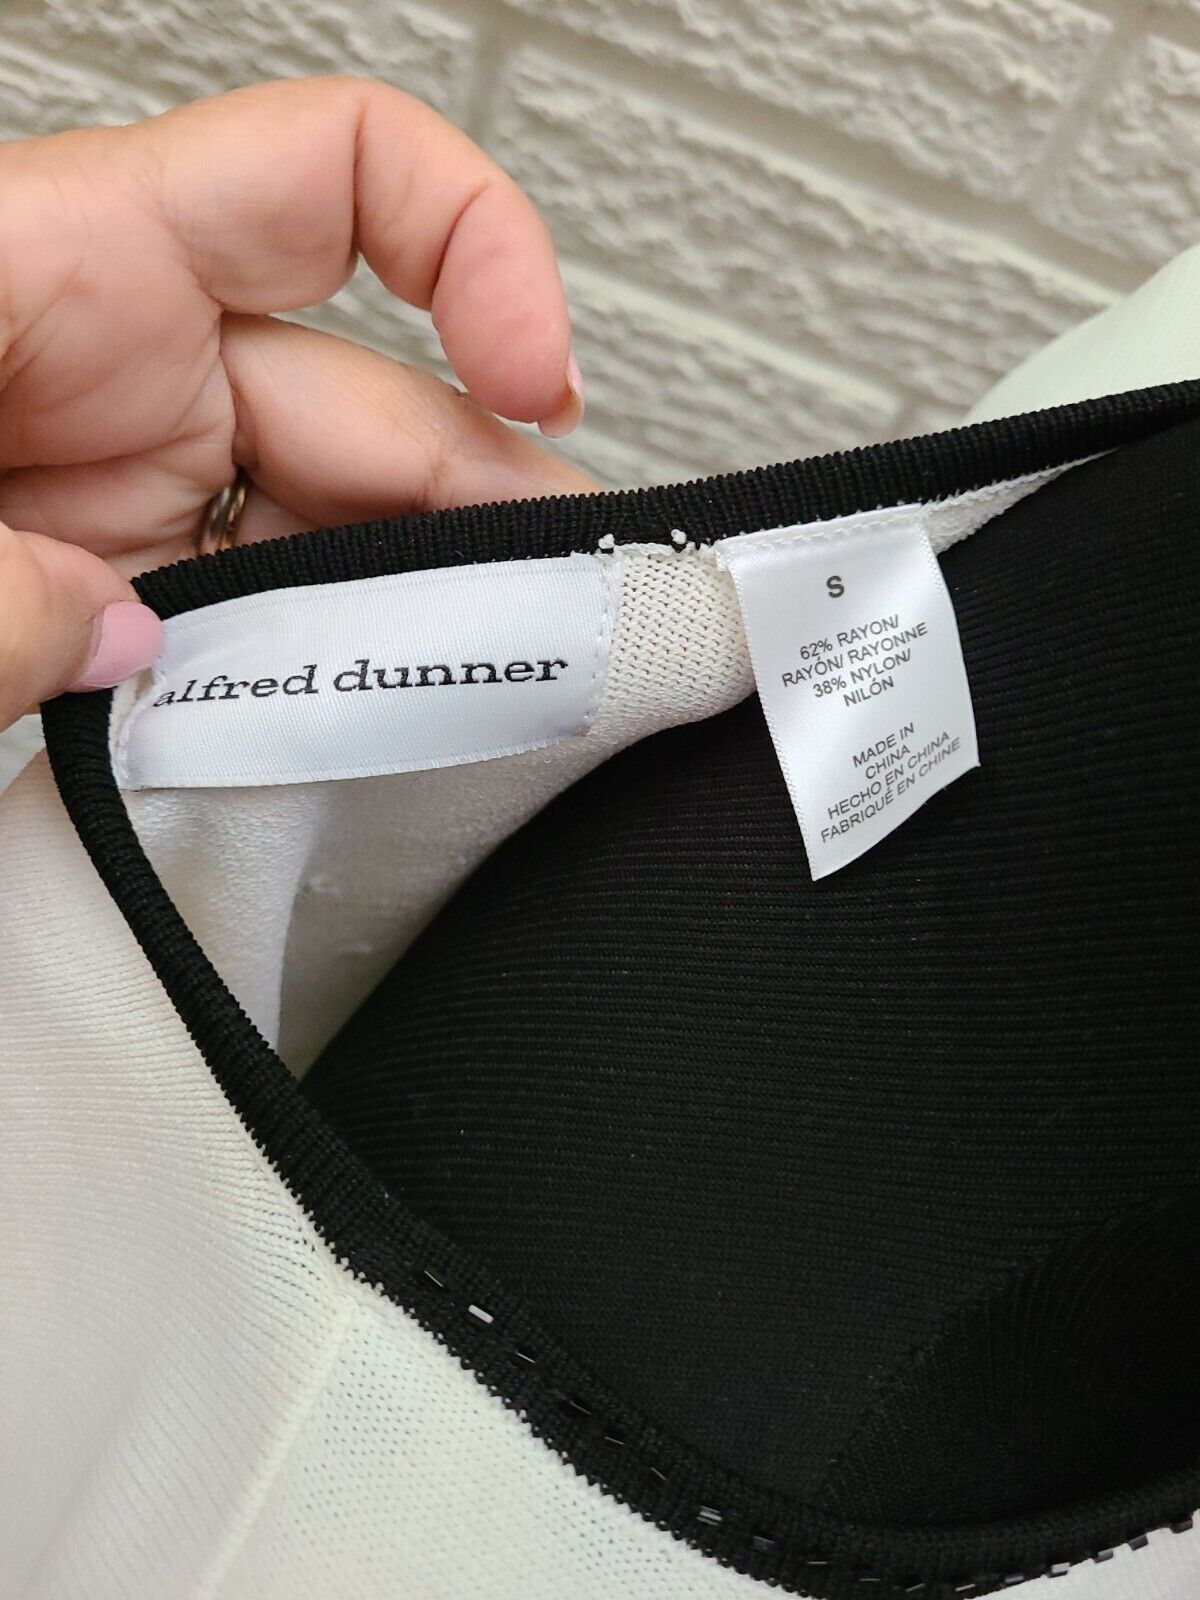 alfred dunner
S
62% RAYON/
RAYÓN/ RAYONNE
38% NYLON/
NILÓN
MADE IN
CHINA
HECHO EN CHINA
FABRIQUÉ EN CHINE